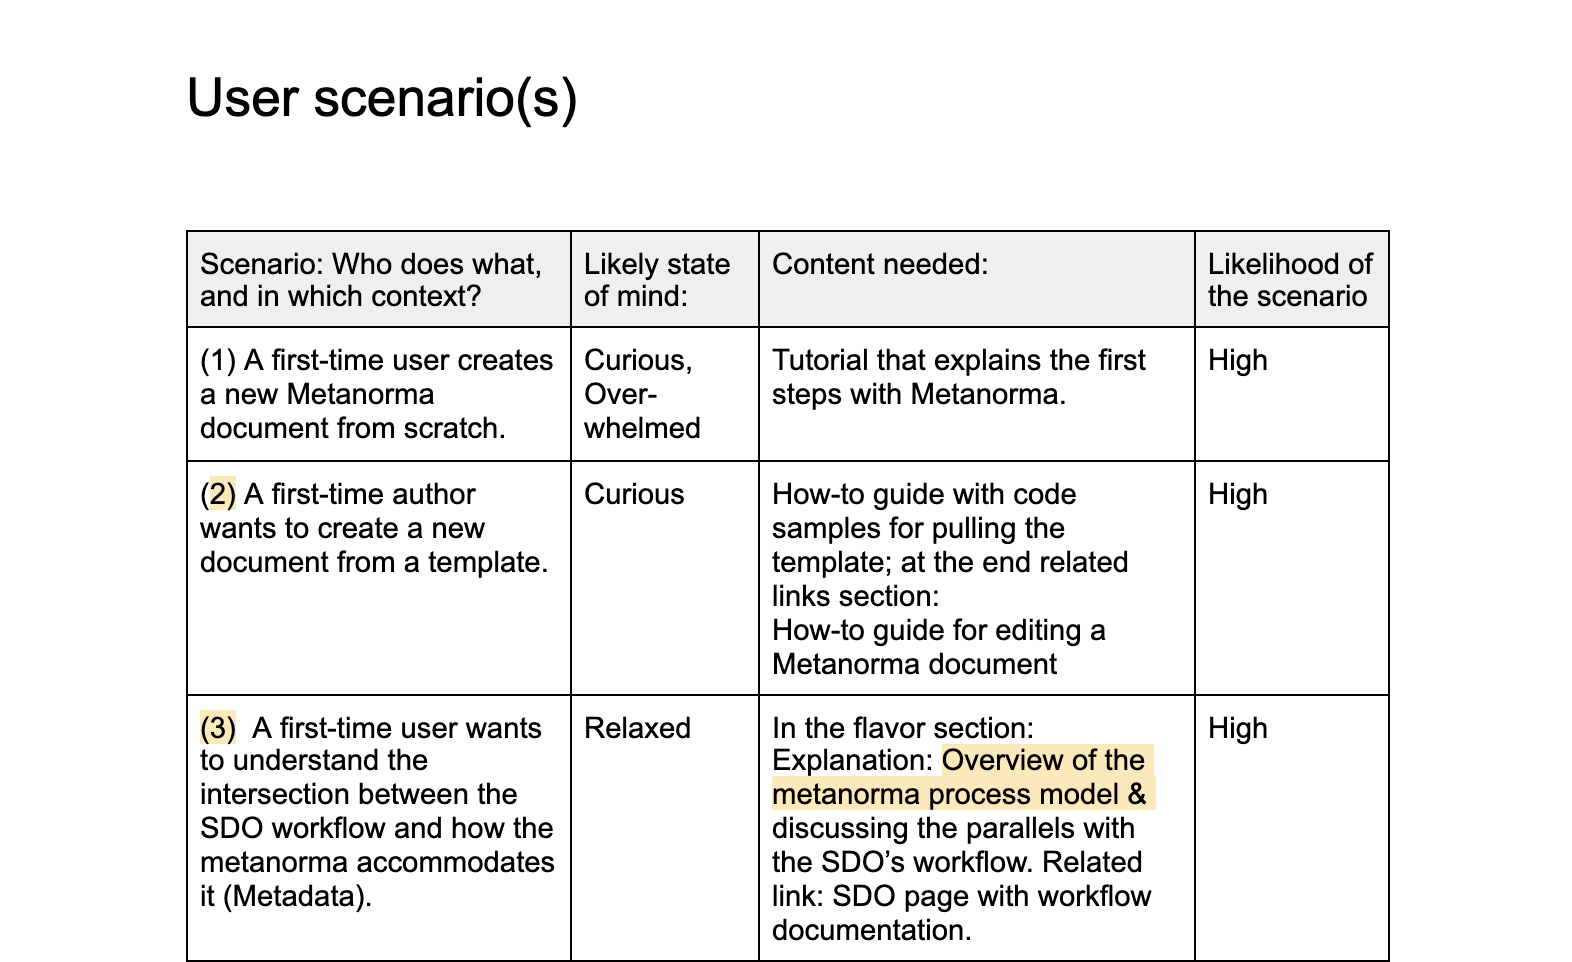 User scenario(s)
Scenario: Who does what,
and in which context?
Likely state
of mind:
Content needed:
Likelihood of
the scenario
(1) A first-time user creates
a new Metanorma
document from scratch.
Curious,
Over-
whelmed
Tutorial that explains the first
steps with Metanorma.
High
(2) A first-time author
wants to create a new
document from a template.
Curious
How-to guide with code
samples for pulling the
template; at the end related
links section:
How-to guide for editing a
Metanorma document
High
(3)  A first-time user wants
to understand the
intersection between the
SDO workflow and how the
metanorma accommodates
it (Metadata).
Relaxed
In the flavor section:
Explanation: Overview of the
metanorma process model &
discussing the parallels with
the SDO’s workflow. Related
link: SDO page with workflow
documentation.
High